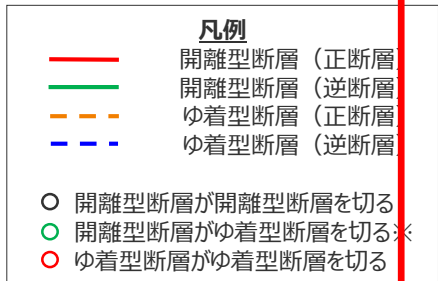 凡例
開離型断層（正断層）
開離型断層（逆断層）
ゆ着型断層（正断層）
ゆ着型断層（逆断層）
開離型断層が開離型断層を切る
開離型断層がゆ着型断層を切る※
ゆ着型断層がゆ着型断層を切る